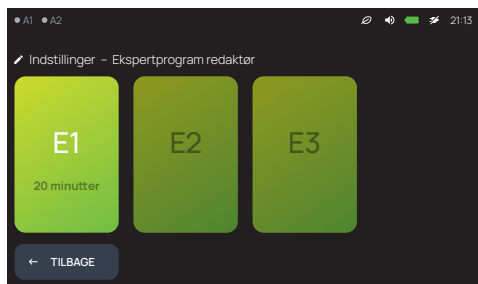 A1 A2 21:13
Indstillinger – Ekspertprogram redaktør
E1 E2 E3
20 minutter
← TILBAGE